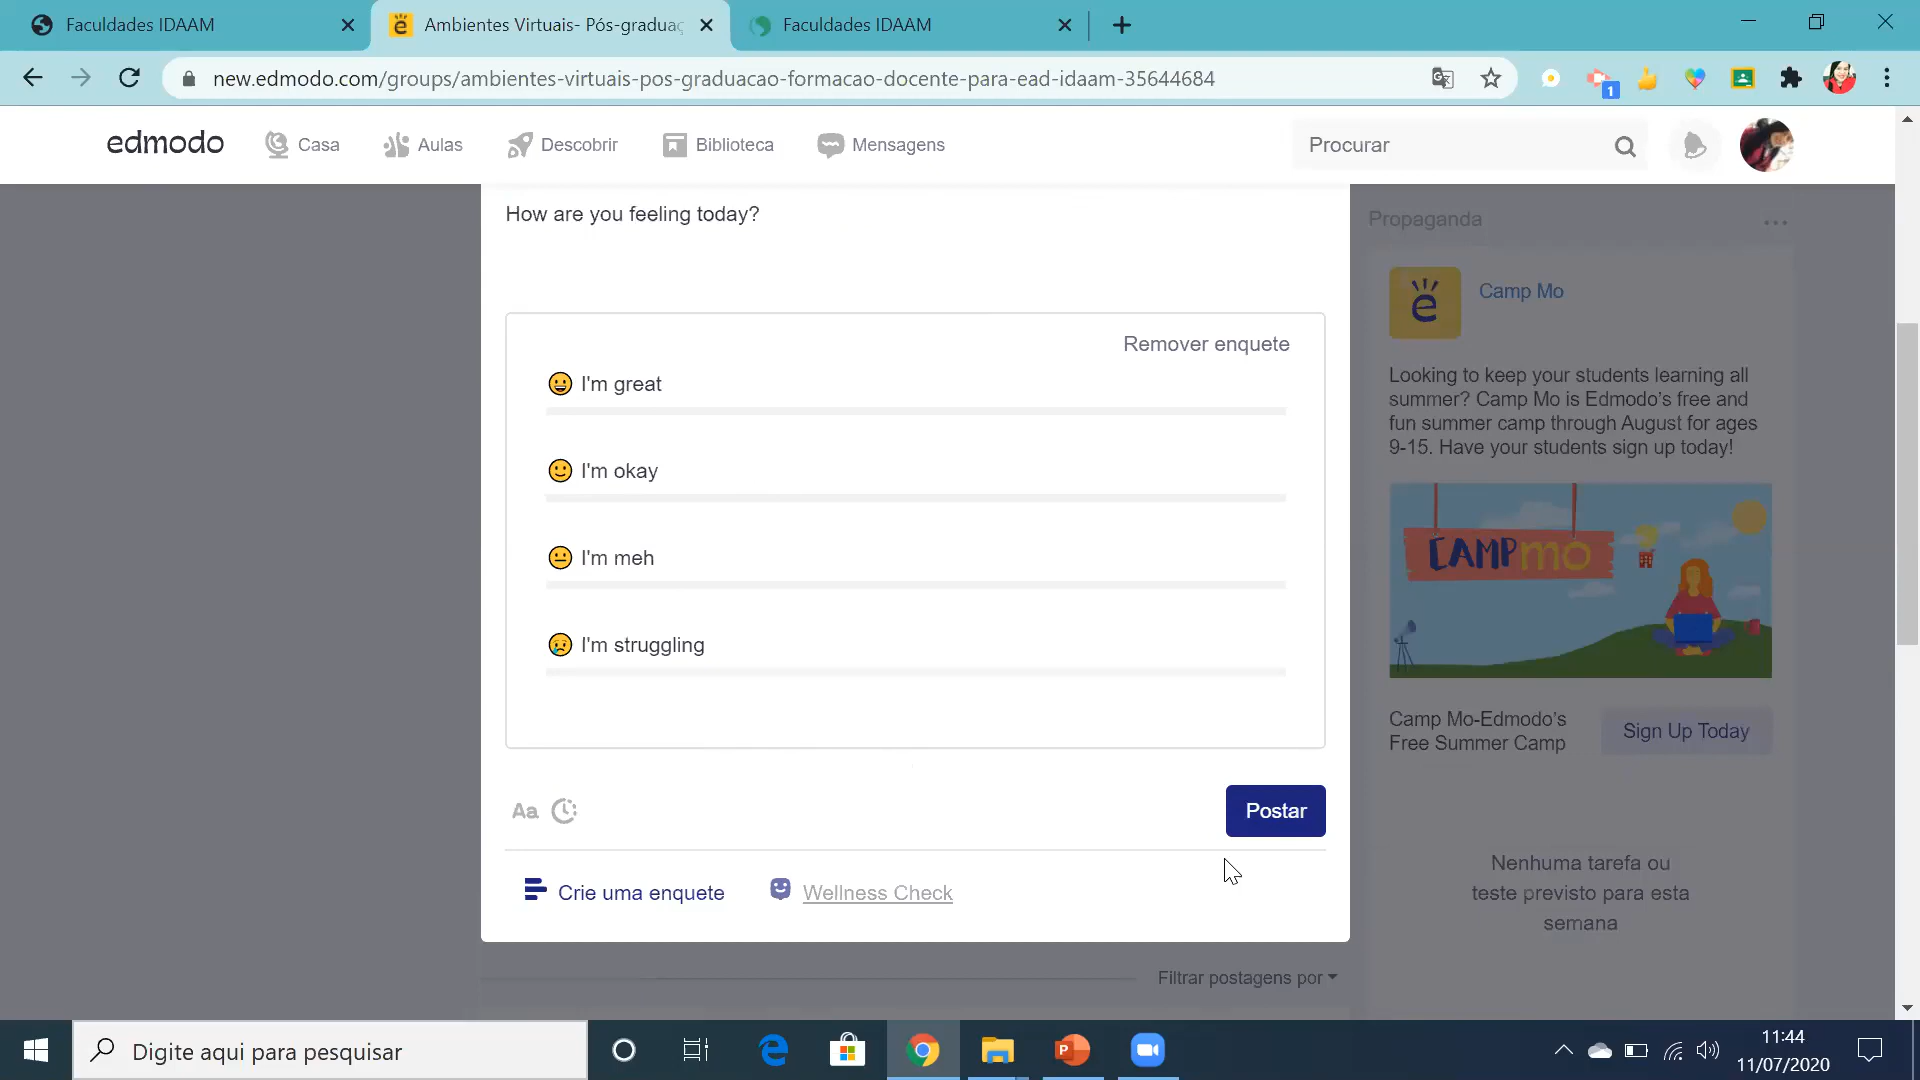 Faculdades IDAAM
Ambientes Virtuais- Pós-graduaç
Faculdades IDAAM
new.edmodo.com/groups/ambientes-virtuais-pos-graduacao-formacao-docente-para-ead-idaam-35644684
1
edmodo
Casa
Aulas
Descobrir
Biblioteca
Mensagens
Procurar
How are you feeling today?
Remover enquete
I'm great
I'm okay
I'm meh
I'm struggling
Aa
Postar
Crie uma enquete
Wellness Check
Filtrar postagens por
Propaganda
Camp Mo
Looking to keep your students learning all
summer? Camp Mo is Edmodo's free and
fun summer camp through August for ages
9-15. Have your students sign up today!
CAMP mo
Camp Mo-Edmodo's
Free Summer Camp
Sign Up Today
Nenhuma tarefa ou
teste previsto para esta
semana
Digite aqui para pesquisar
11:44
11/07/2020